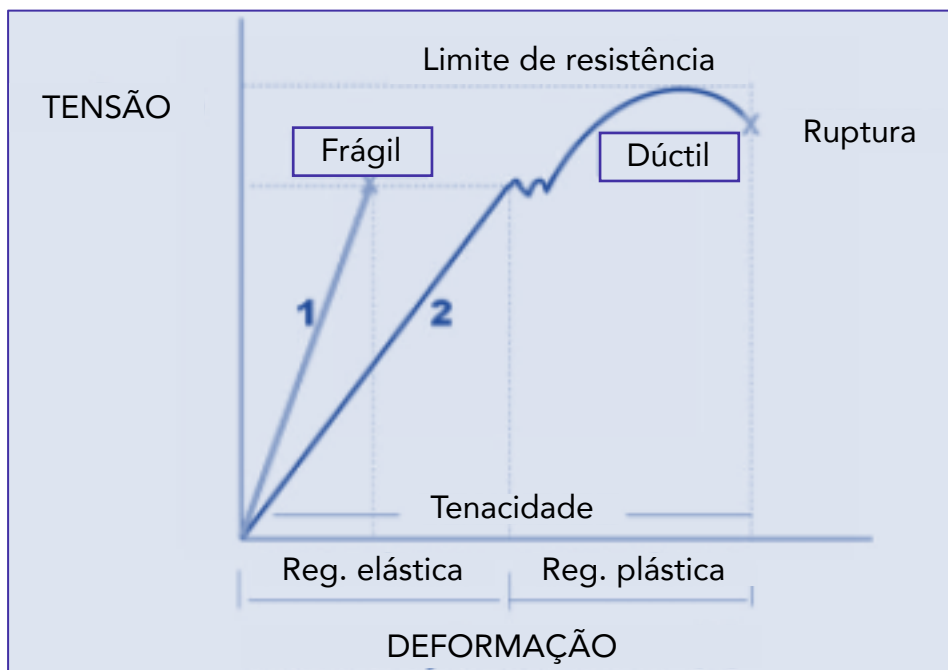 Limite de resistência
TENSÃO
Ruptura
Frágil
Dúctil
1
2
Tenacidade
Reg. elástica
Reg. plástica
DEFORMAÇÃO